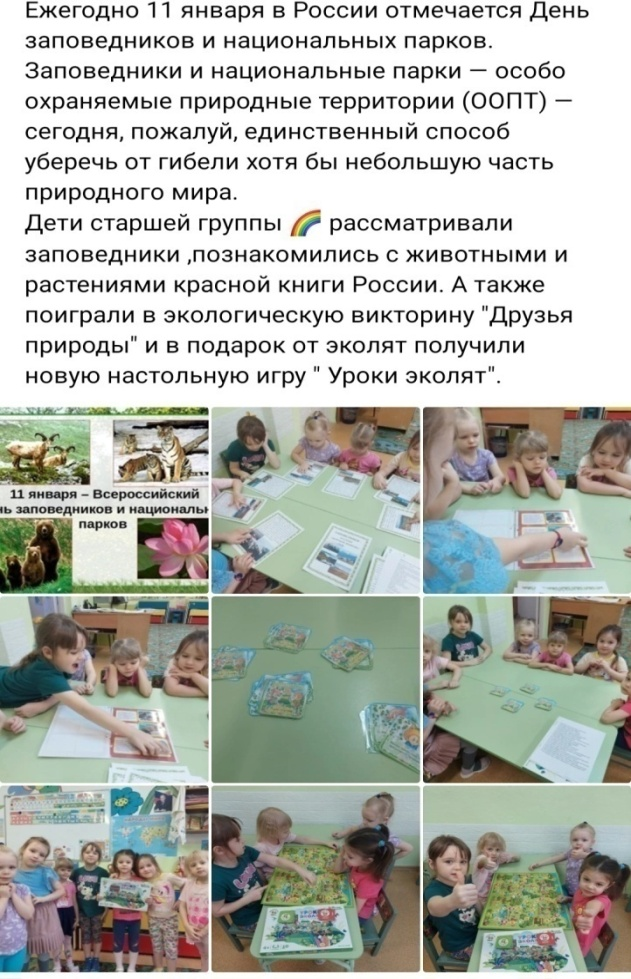 Ежегодно 11 января в России отмечается День
заповедников и национальных парков.
Заповедники и национальные парки — особо
охраняемые природные территории (ООПТ) —
сегодня, пожалуй, единственный способ
уберечь от гибели хотя бы небольшую часть
природного мира.
Дети старшей группы 🌈 рассматривали
заповедники ,познакомились с животными и
растениями красной книги России. А также
поиграли в экологическую викторину "Друзья
природы" и в подарок от эколят получили
новую настольную игру " Уроки эколят".
11 января – Всероссийский
нь заповедников и националь
парков